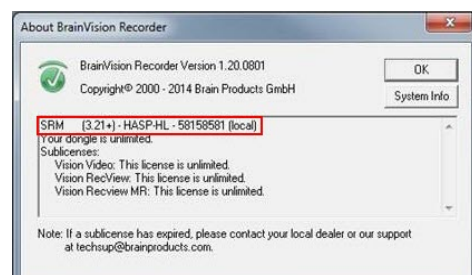 About BrainVision Recorder
BrainVision Recorder Version 1.20.0801
Copyright© 2000 - 2014 Brain Products GmbH
OK
System Info
SRM (3.21+) - HASP-HL - 58158581 (local)
Your dongle is unlimited.
Sublicenses:
Vision Video: This license is unlimited.
Vision RecView: This license is unlimited.
Vision Recview MR: This license is unlimited.
Note: If a sublicense has expired, please contact your local dealer or our support
at techsup@brainproducts.com.